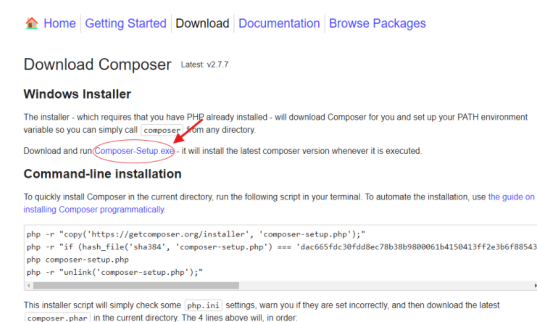 Home Getting Started Download Documentation Browse Packages
Download Composer Latest: v2.7.7
Windows Installer
The installer - which requires that you have PHP already installed - will download Composer for you and set up your PATH environment
variable so you can simply call composer from any directory.
Download and run Composer-Setup.exe - it will install the latest composer version whenever it is executed.
Command-line installation
To quickly install Composer in the current directory, run the following script in your terminal. To automate the installation, use the guide on
installing Composer programmatically.
php -r "copy('https://getcomposer.org/installer', 'composer-setup.php');"
php -r "if (hash_file('sha384', 'composer-setup.php') === 'dac665fdc30fdd8ec78b38b9800061b4150413ff2e3b6f88543
php composer-setup.php
php -r "unlink('composer-setup.php');"
This installer script will simply check some php.ini settings, warn you if they are set incorrectly, and then download the latest
composer.phar in the current directory. The 4 lines above will, in order: